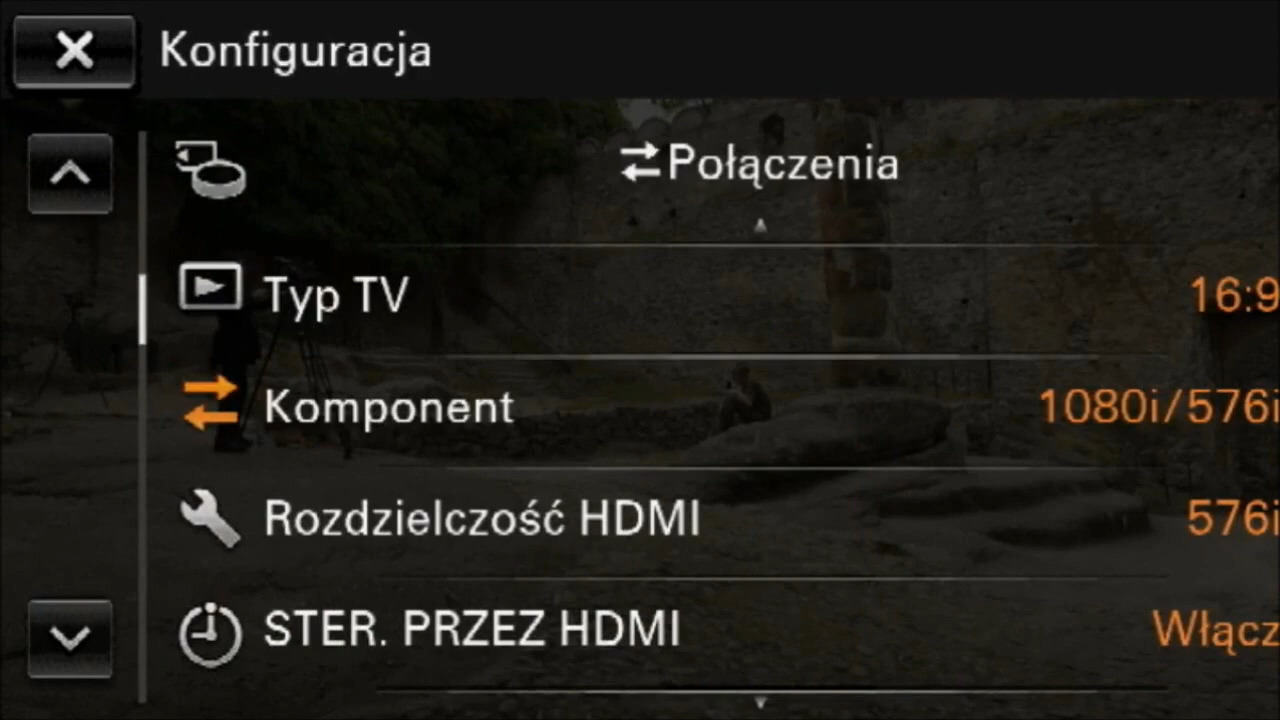 Konfiguracja
Połączenia
Typ TV 16:9
Komponent 1080i/576i
Rozdzielczość HDMI 576i
STER. PRZEZ HDMI Włącz